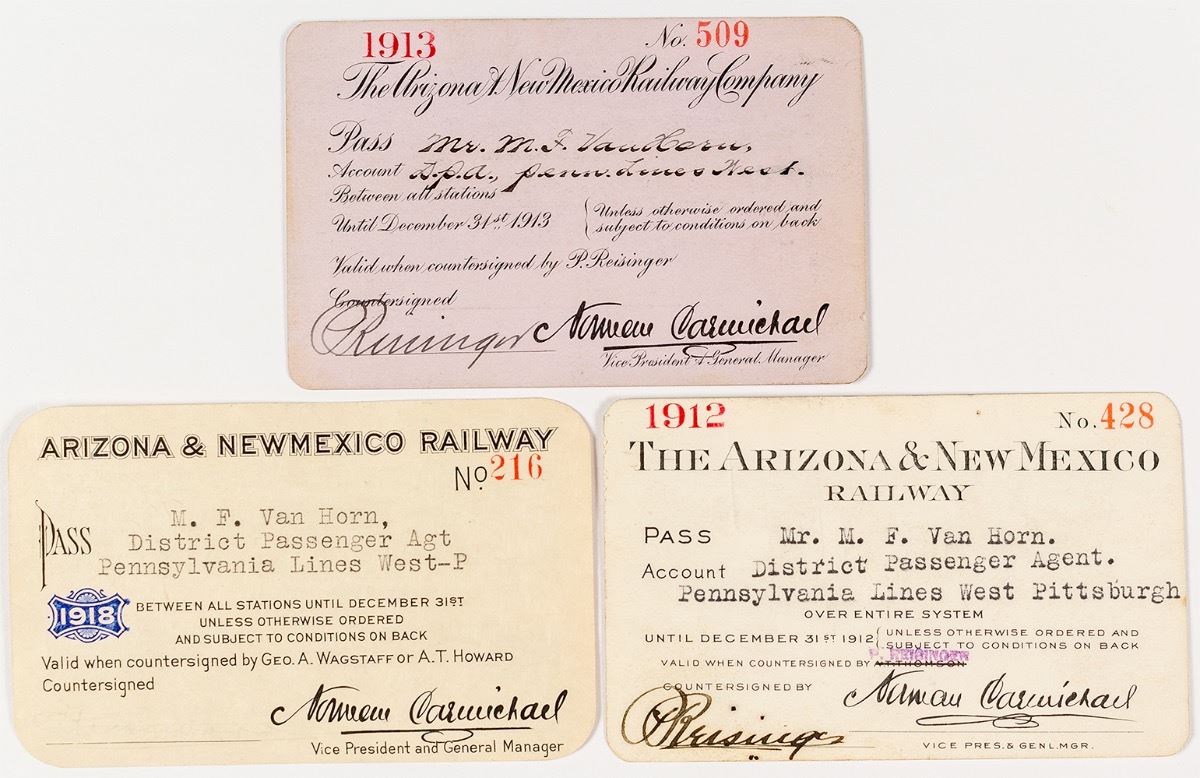 1913 No. 509
The Arizona & New Mexico Railway Company
Pass Mr. M. F. Van Horn,
Account D.P.A., Penn. Lines West.
Between all stations
Until December 31st 1913 { Unless otherwise ordered and
subject to conditions on back
Valid when countersigned by P. Reisinger
Countersigned
P Reisinger Norman Carmichael
Vice President & General Manager
ARIZONA & NEW MEXICO RAILWAY
No 216
PASS M. F. Van Horn,
District Passenger Agt
Pennsylvania Lines West-P
1918 BETWEEN ALL STATIONS UNTIL DECEMBER 31ST
UNLESS OTHERWISE ORDERED
AND SUBJECT TO CONDITIONS ON BACK
Valid when countersigned by GEO. A. WAGSTAFF OR A.T. HOWARD
Countersigned
Norman Carmichael
Vice President and General Manager
1912 No. 428
THE ARIZONA & NEW MEXICO
RAILWAY
PASS Mr. M. F. Van Horn.
Account District Passenger Agent.
Pennsylvania Lines West Pittsburgh
OVER ENTIRE SYSTEM
UNTIL DECEMBER 31ST 1912 { UNLESS OTHERWISE ORDERED AND
SUBJECT TO CONDITIONS ON BACK
P. REISINGER
VALID WHEN COUNTERSIGNED BY A.T. THOMSON
COUNTERSIGNED BY
P Reisinger Norman Carmichael
VICE PRES. & GENL. MGR.